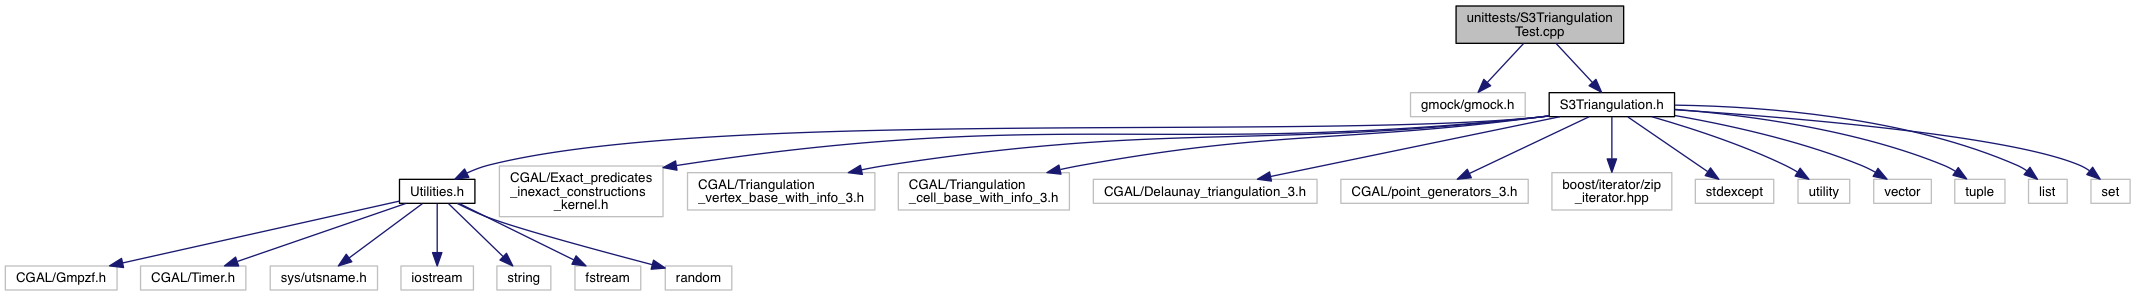 unittests/S3Triangulation
Test.cpp
gmock/gmock.h
S3Triangulation.h
Utilities.h
CGAL/Exact_predicates
_inexact_constructions
_kernel.h
CGAL/Triangulation
_vertex_base_with_info_3.h
CGAL/Triangulation
_cell_base_with_info_3.h
CGAL/Delaunay_triangulation_3.h
CGAL/point_generators_3.h
boost/iterator/zip
_iterator.hpp
stdexcept
utility
vector
tuple
list
set
CGAL/Gmpzf.h
CGAL/Timer.h
sys/utsname.h
iostream
string
fstream
random